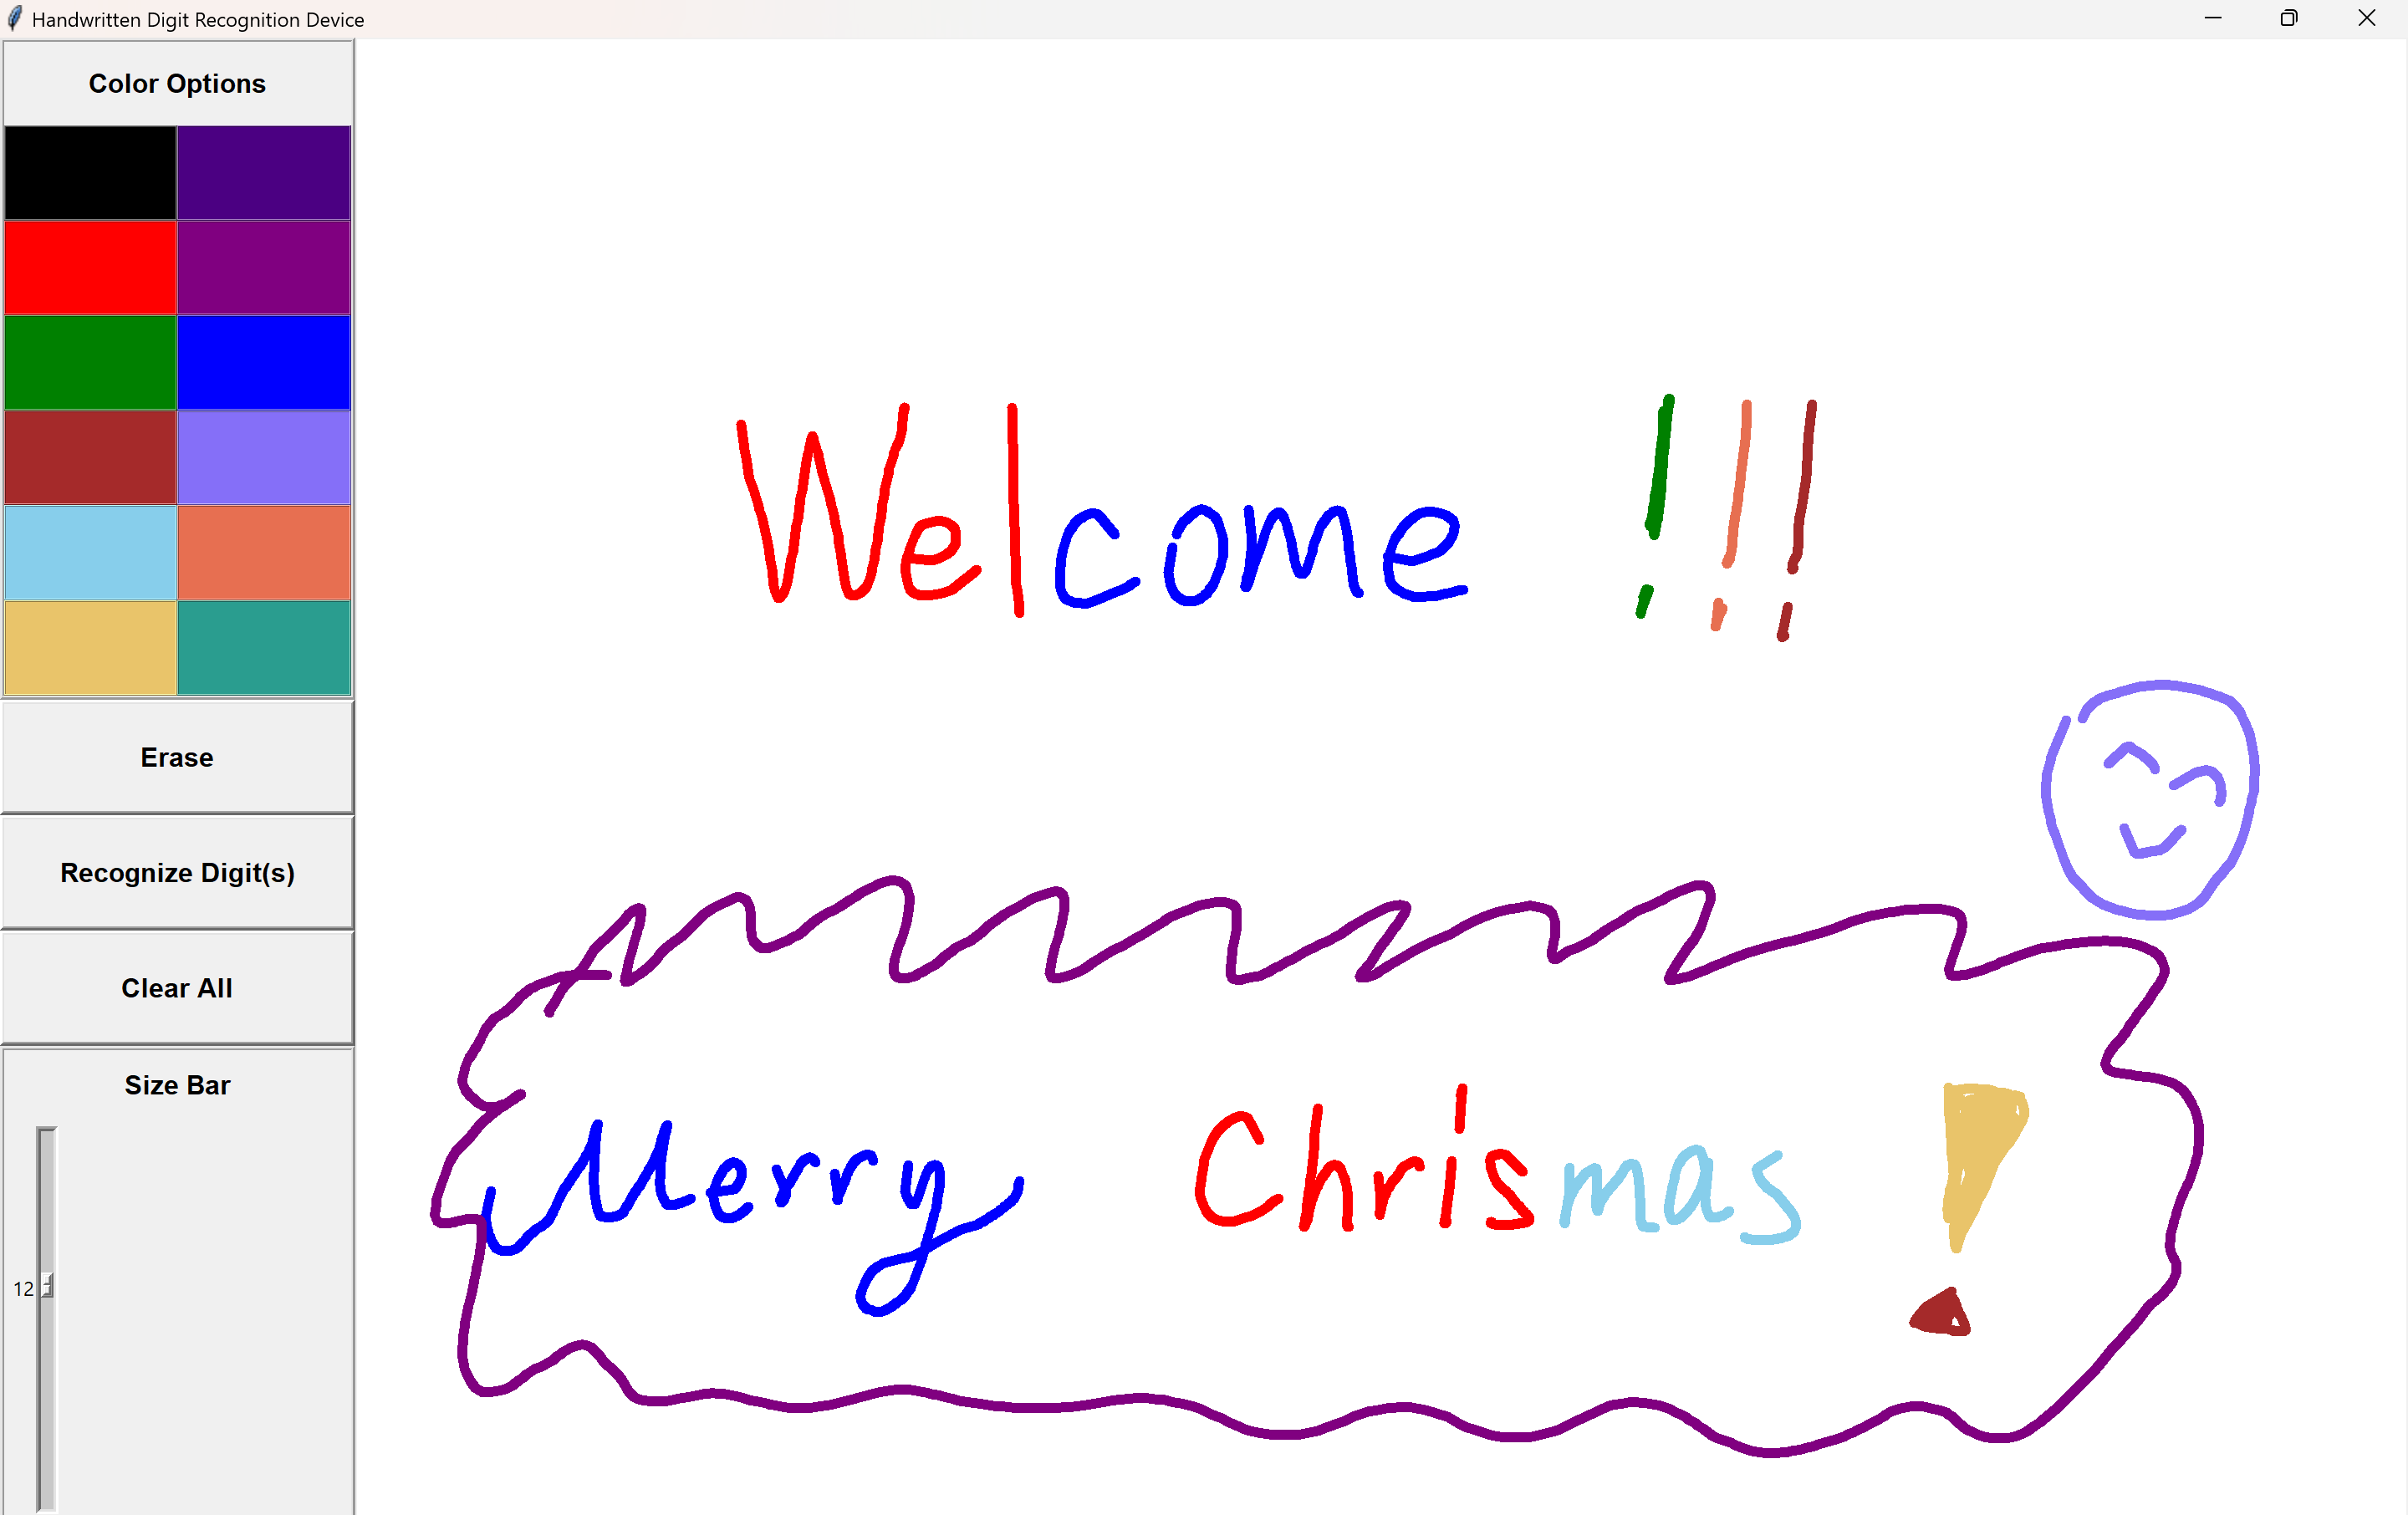 Handwritten Digit Recognition Device
Color Options
Erase
Recognize Digit(s)
Clear All
Size Bar
12
Welcome !!!
Merry Chrismas !